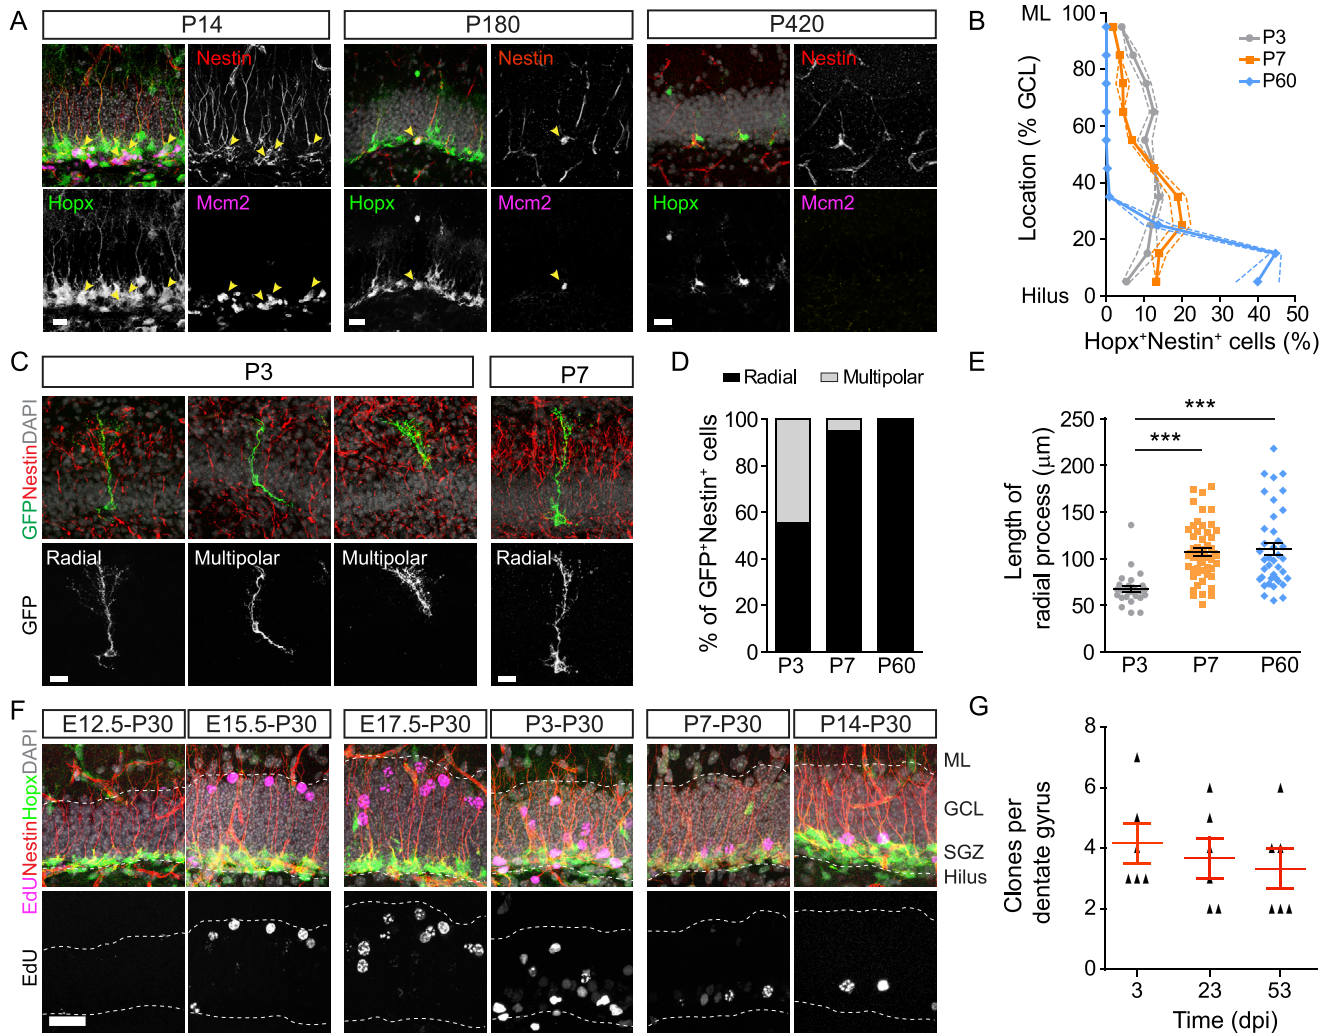 A
P14
P180
P420
Nestin
Nestin
Nestin
Hopx
Mcm2
Hopx
Mcm2
Hopx
Mcm2
B
ML
100
80
60
40
20
0
Hilus
Location (% GCL)
P3
P7
P60
0 10 20 30 40 50
Hopx+Nestin+ cells (%)
C
P3
P7
GFPNestinDAPI
Radial
Multipolar
Multipolar
Radial
GFP
D
Radial
Multipolar
100
80
60
40
20
0
% of GFP+Nestin+ cells
P3 P7 P60
E
250
200
150
100
50
0
Length of
radial process (μm)
***
***
P3 P7 P60
F
E12.5-P30
E15.5-P30
E17.5-P30
P3-P30
P7-P30
P14-P30
EdUNestinHopxDAPI
ML
GCL
SGZ
Hilus
EdU
G
8
6
4
2
0
Clones per
dentate gyrus
3 23 53
Time (dpi)